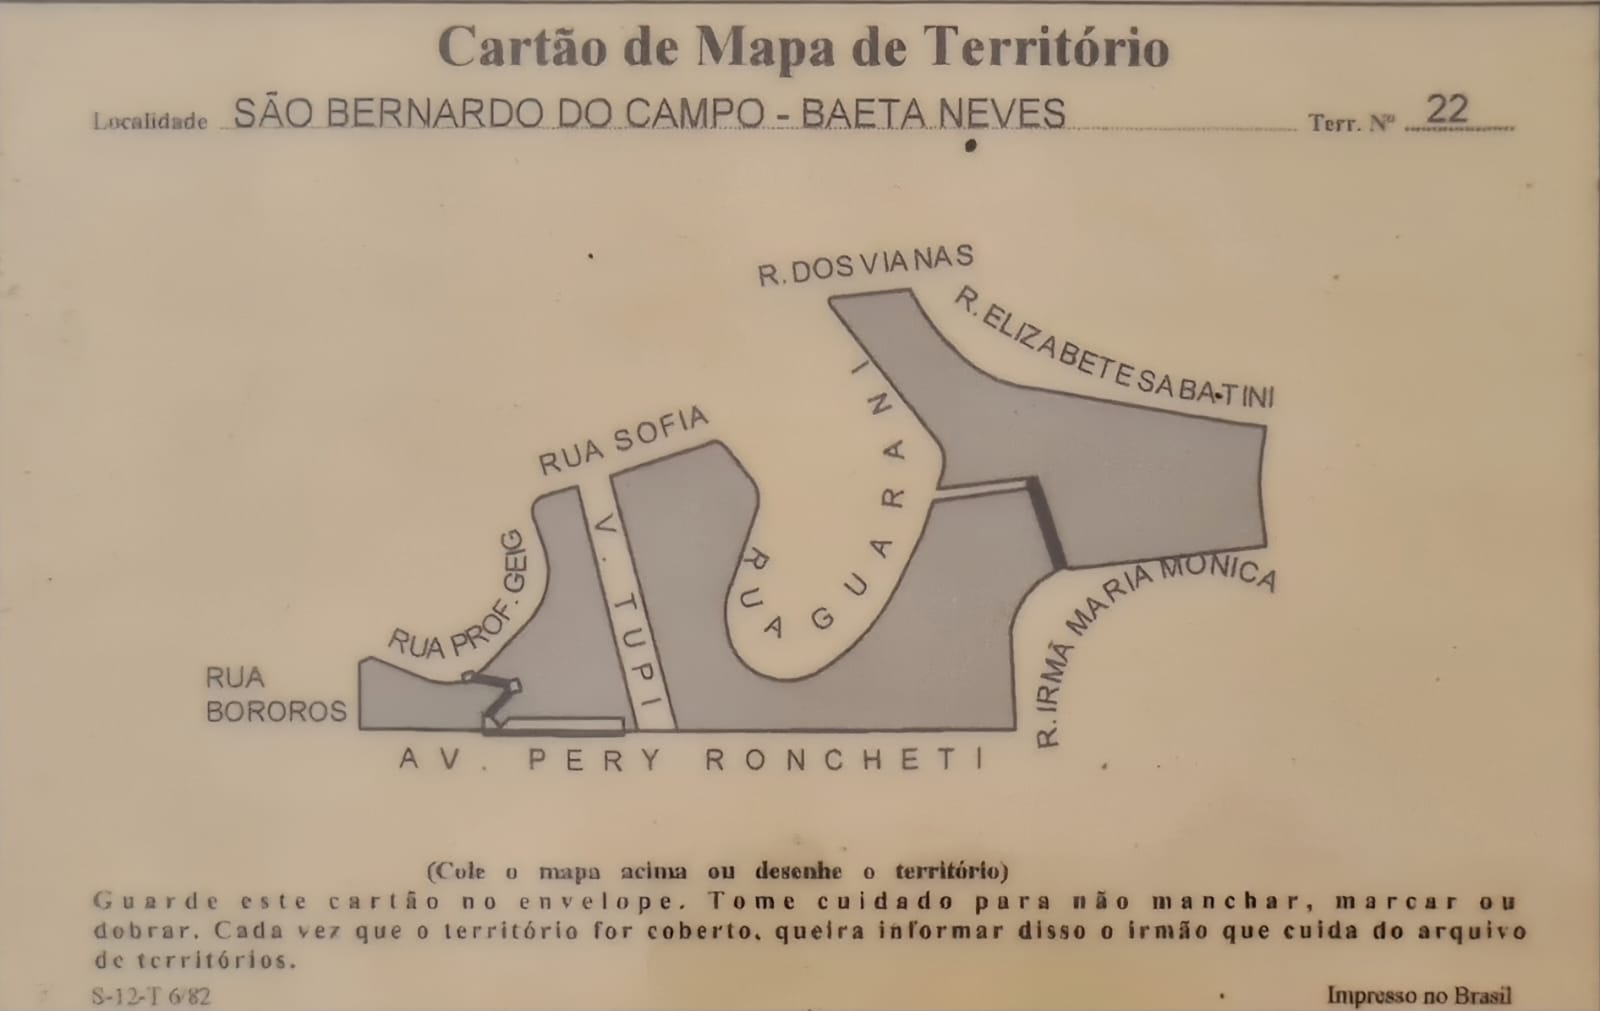 Cartão de Mapa de Território
Localidade SÃO BERNARDO DO CAMPO - BAETA NEVES Terr. Nº 22
R. DOS VIANAS
R. ELIZABETE SABATINI
RUA SOFIA
RUA GUARANI
V. TUPI
RUA PROF. GEIG
RUA
BOROROS
R. IRMÃ MARIA MONICA
AV. PERY RONCHETI
(Cole o mapa acima ou desenhe o território)
Guarde este cartão no envelope. Tome cuidado para não manchar, marcar ou
dobrar. Cada vez que o território for coberto, queira informar disso o irmão que cuida do arquivo
de territórios.
S-12-T 6/82
Impresso no Brasil